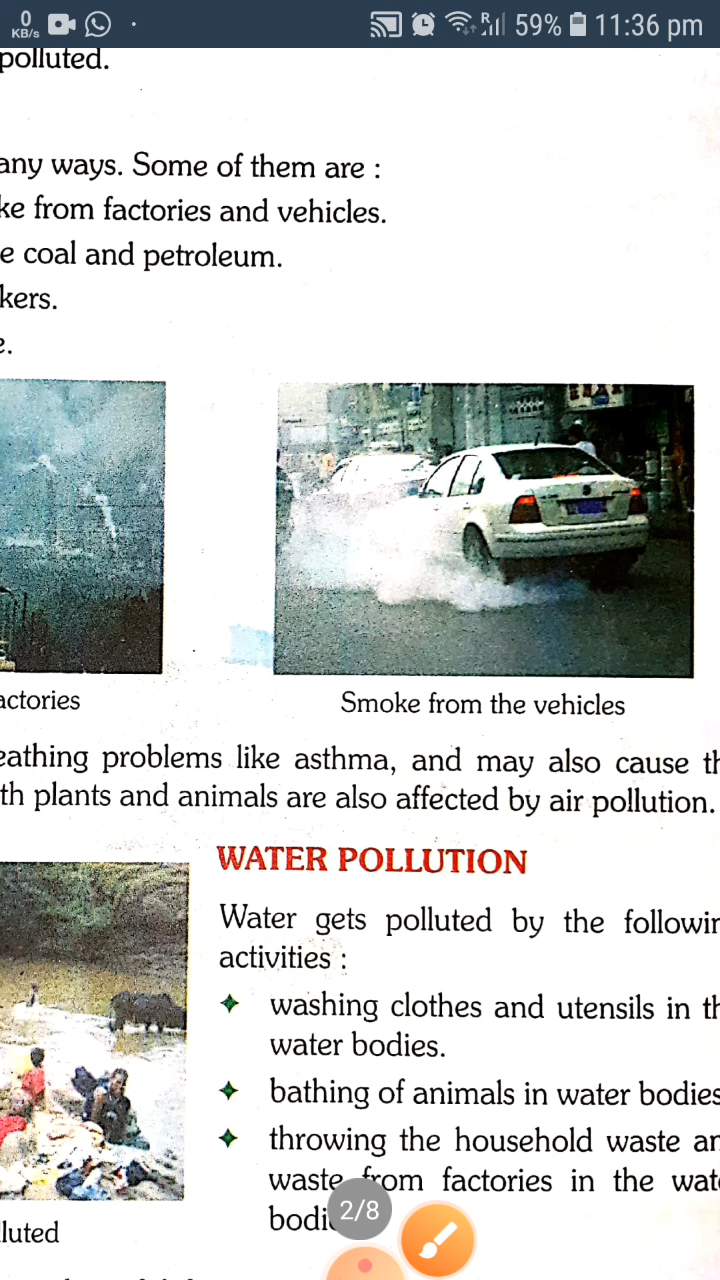 0
KB/s
R
59%
11:36 pm
polluted.
any ways. Some of them are :
ke from factories and vehicles.
e coal and petroleum.
kers.
e.
actories
Smoke from the vehicles
eathing problems like asthma, and may also cause th
th plants and animals are also affected by air pollution.
WATER POLLUTION
Water gets polluted by the followin
activities :
washing clothes and utensils in th
water bodies.
bathing of animals in water bodies
throwing the household waste an
waste from factories in the wate
bodi
2/8
lluted